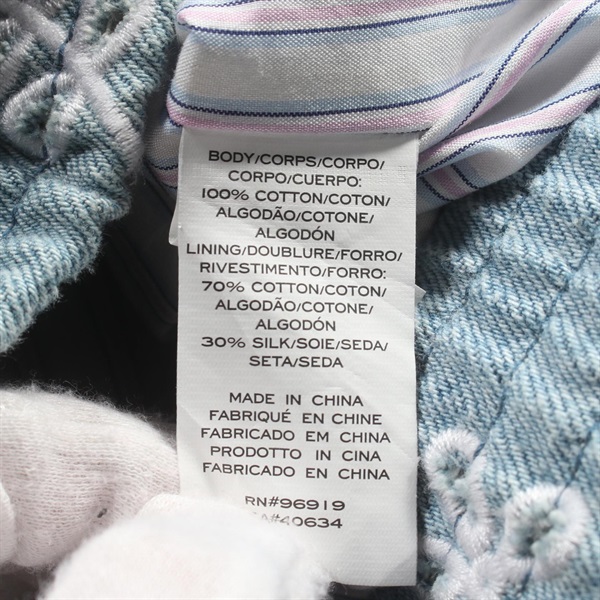 BODY/CORPS/CORPO/
CORPO/CUERPO:
100% COTTON/COTON/
ALGODÃO/COTONE/
ALGODÓN
LINING/DOUBLURE/FORRO/
RIVESTIMENTO/FORRO:
70% COTTON/COTON/
ALGODÃO/COTONE/
ALGODÓN
30% SILK/SOIE/SEDA/
SETA/SEDA
MADE IN CHINA
FABRIQUÉ EN CHINE
FABRICADO EM CHINA
PRODOTTO IN CINA
FABRICADO EN CHINA
RN#96919